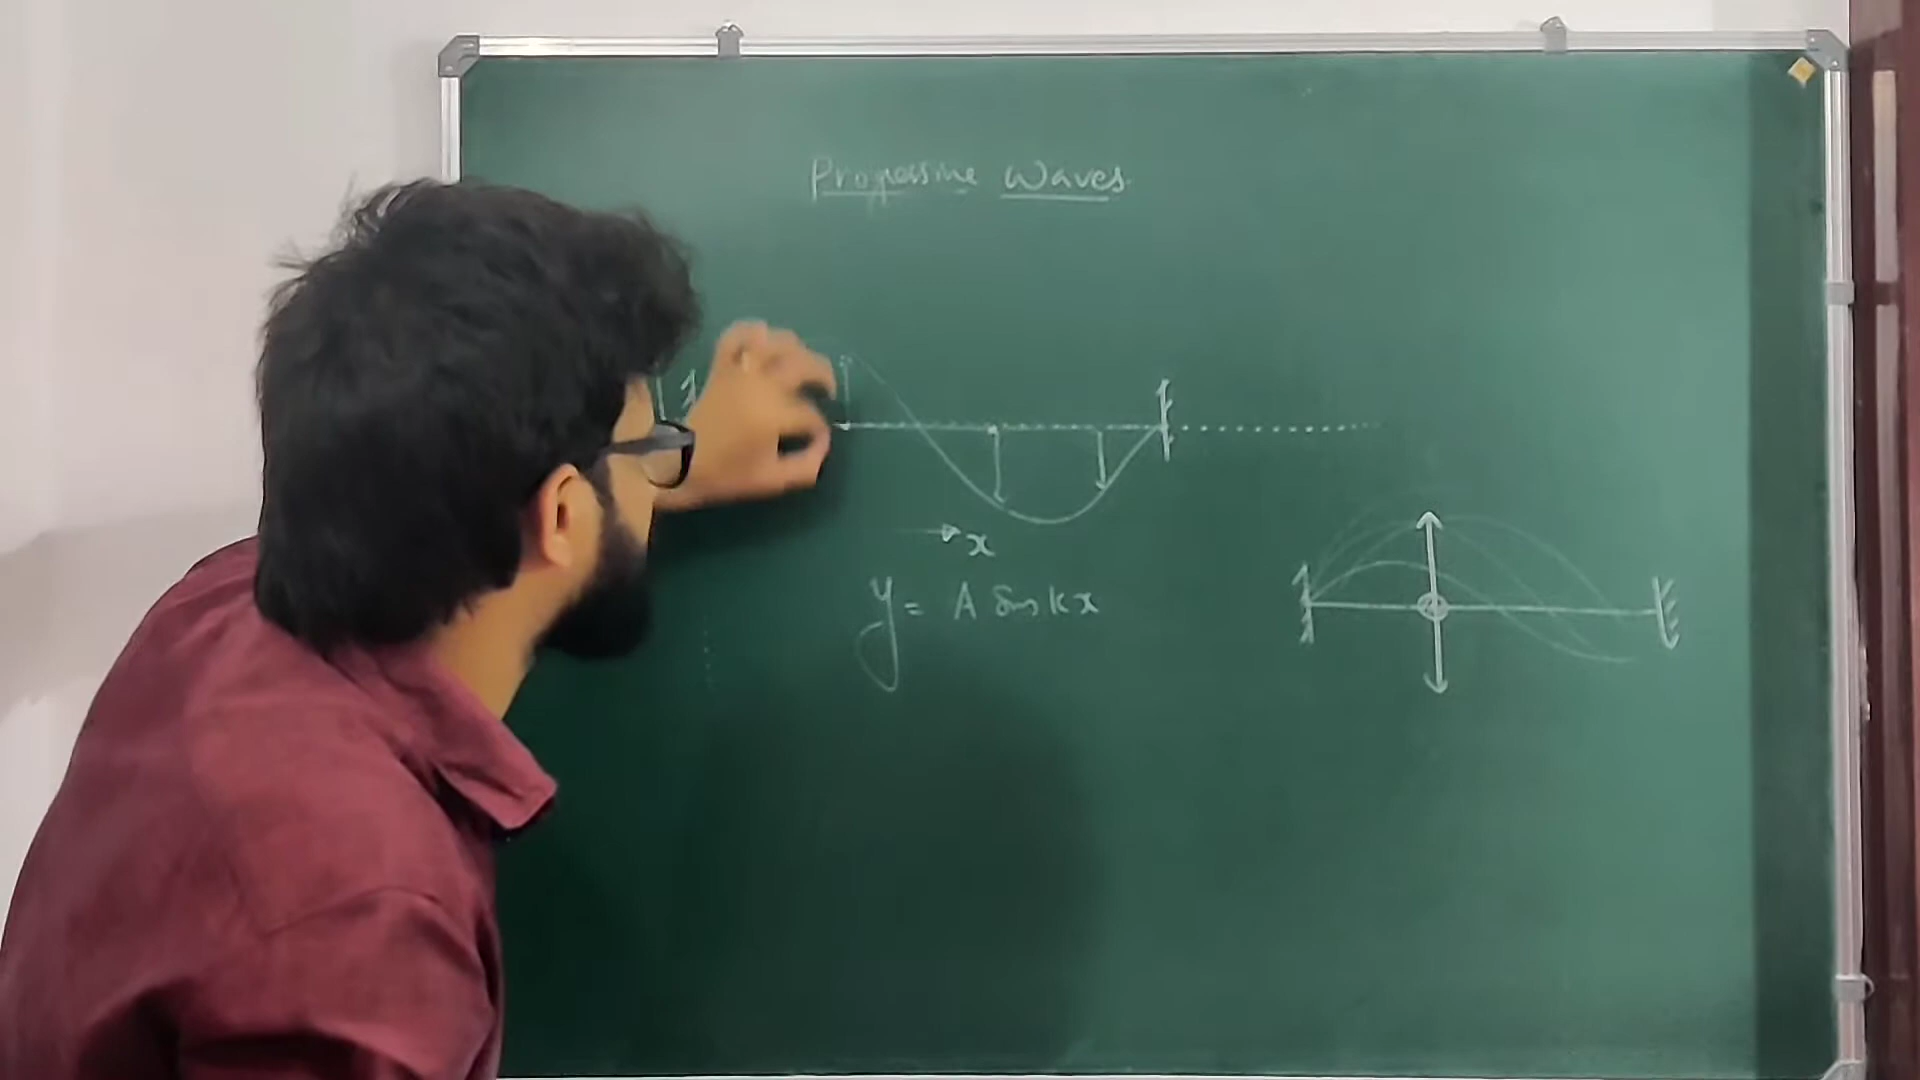 Progressive Waves
x
y = A Sin kx